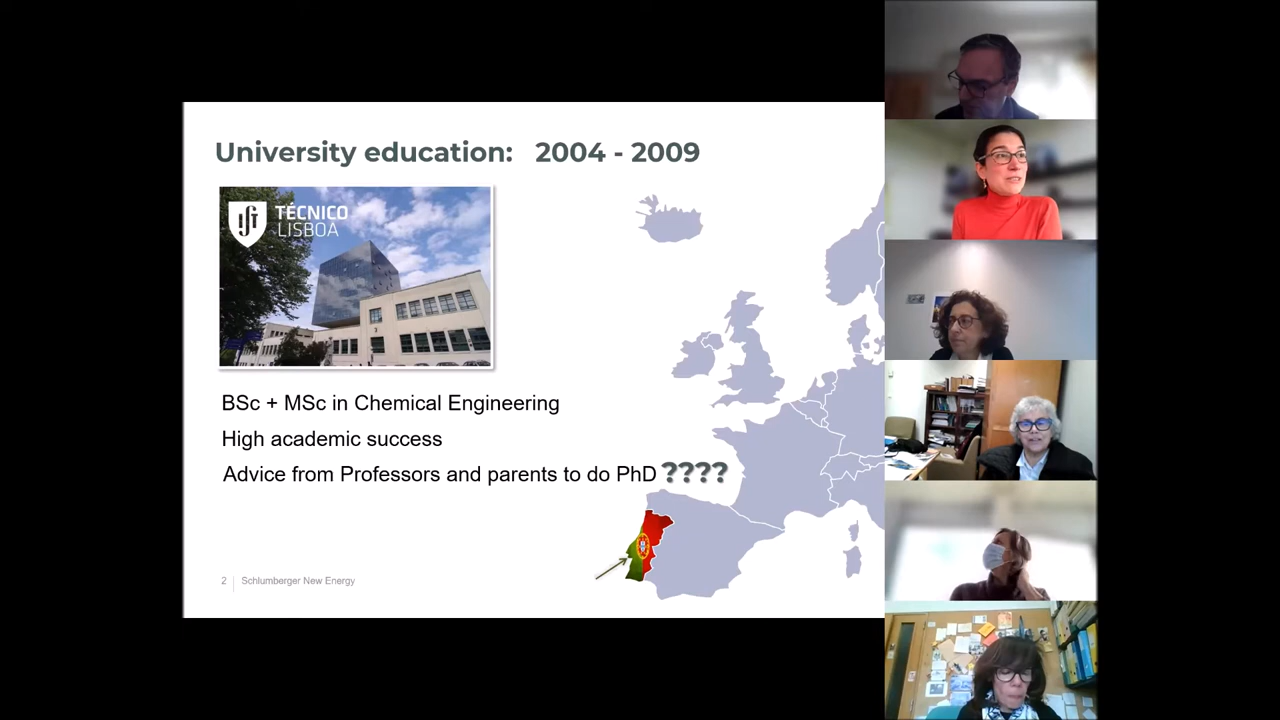 University education: 2004 - 2009
TÉCNICO
LISBOA
BSc + MSc in Chemical Engineering
High academic success
Advice from Professors and parents to do PhD ????
2 Schlumberger New Energy